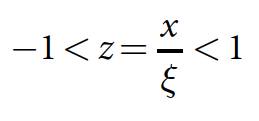 −1 < z = x/ξ < 1